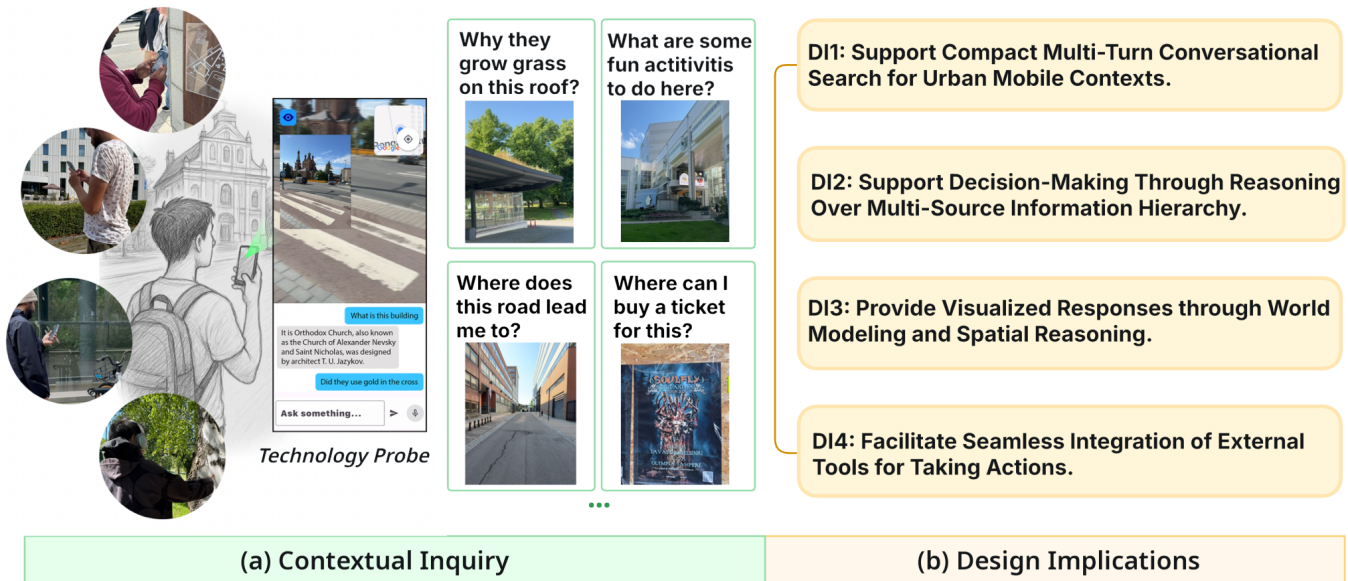 What is this building
It is Orthodox Church, also known
as the Church of Alexander Nevsky
and Saint Nicholas, was designed
by architect T. U. Jazykov.
Did they use gold in the cross
Ask something...
Technology Probe
Why they
grow grass
on this roof?
What are some
fun actitivitis
to do here?
Where does
this road lead
me to?
Where can I
buy a ticket
for this?
SOULFLY
...
(a) Contextual Inquiry
DI1: Support Compact Multi-Turn Conversational
Search for Urban Mobile Contexts.
DI2: Support Decision-Making Through Reasoning
Over Multi-Source Information Hierarchy.
DI3: Provide Visualized Responses through World
Modeling and Spatial Reasoning.
DI4: Facilitate Seamless Integration of External
Tools for Taking Actions.
(b) Design Implications